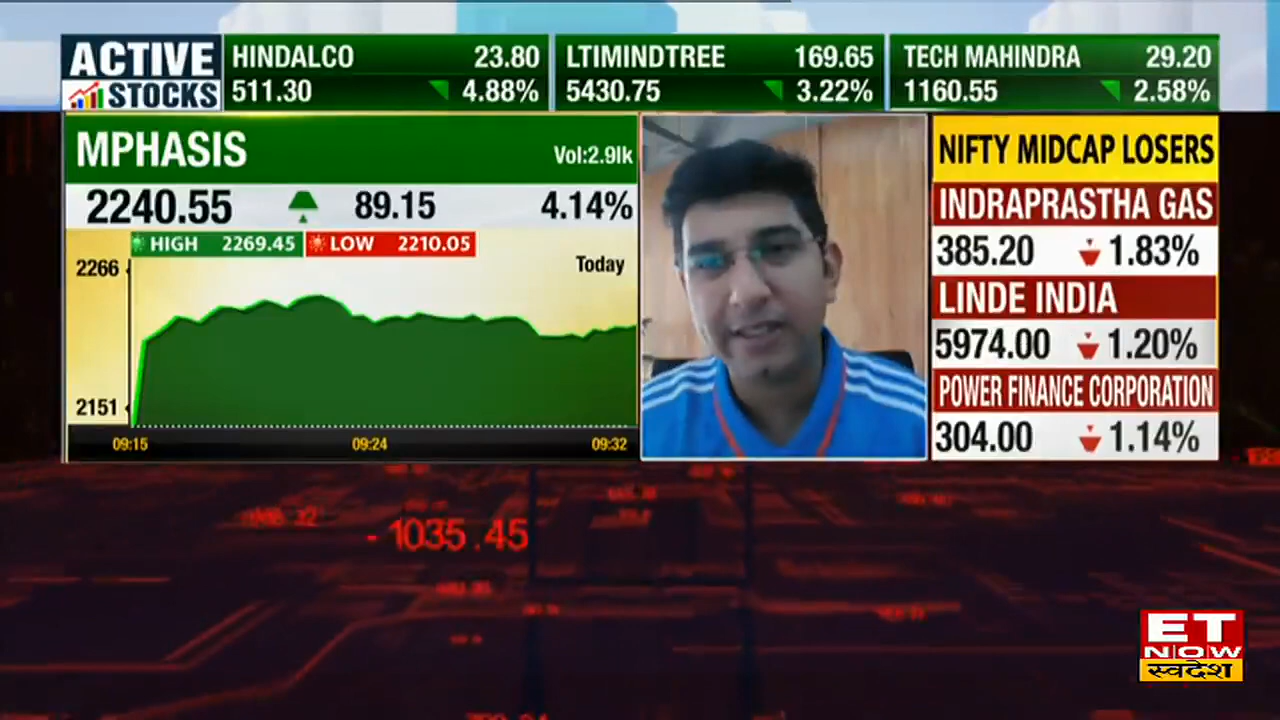 ACTIVE STOCKS
HINDALCO 23.80
511.30 4.88%
LTIMINDTREE 169.65
5430.75 3.22%
TECH MAHINDRA 29.20
1160.55 2.58%
MPHASIS Vol:2.9lk
2240.55 89.15 4.14%
HIGH 2269.45 LOW 2210.05
Today
2266
2151
09:15 09:24 09:32
NIFTY MIDCAP LOSERS
INDRAPRASTHA GAS
385.20 1.83%
LINDE INDIA
5974.00 1.20%
POWER FINANCE CORPORATION
304.00 1.14%
- 1035.45
ET
NOW
स्वदेश